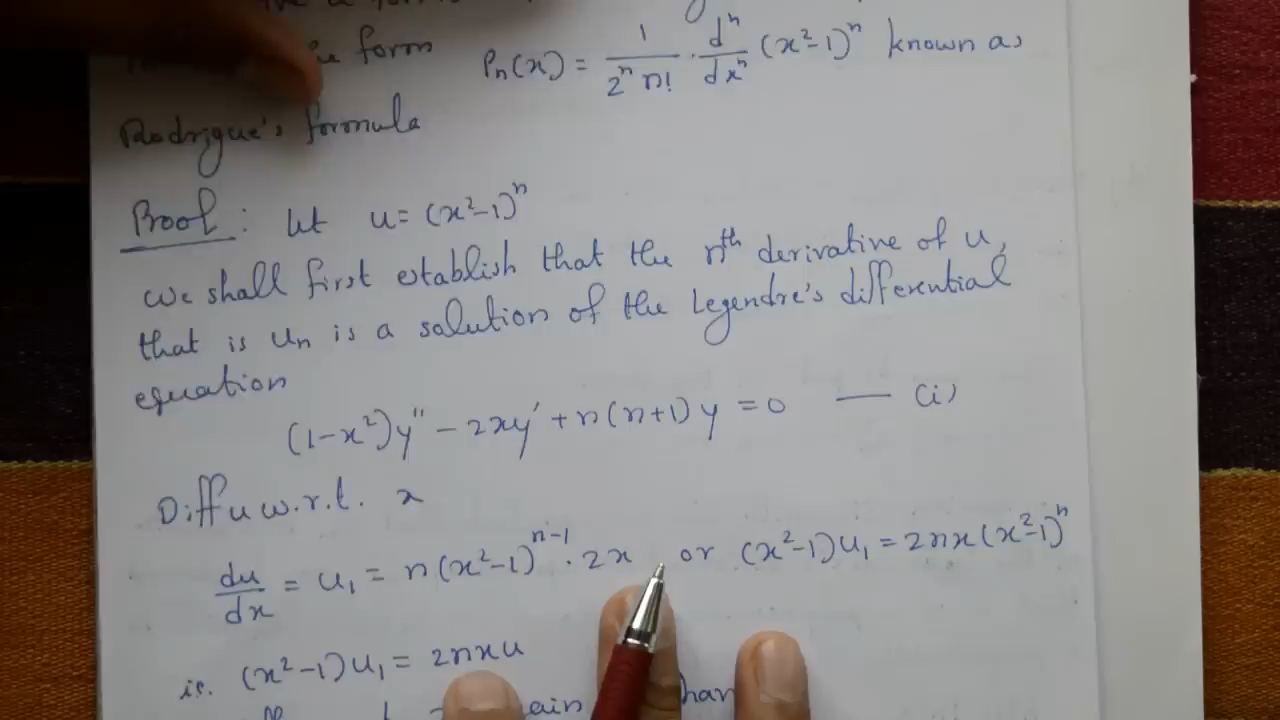 form Pn(x) = 1/(2^n n!) · d^n/dx^n (x²-1)^n known as
Rodrigue's formula
Proof: let u = (x²-1)^n
we shall first establish that the nth derivative of u,
that is un is a solution of the Legendre's differential
equation
(1-x²)y'' - 2xy' + n(n+1)y = 0 — (i)
Diff u w.r.t. x
du/dx = u₁ = n(x²-1)^(n-1) · 2x or (x²-1)u₁ = 2nx(x²-1)^n
ie. (x²-1)u₁ = 2nxu